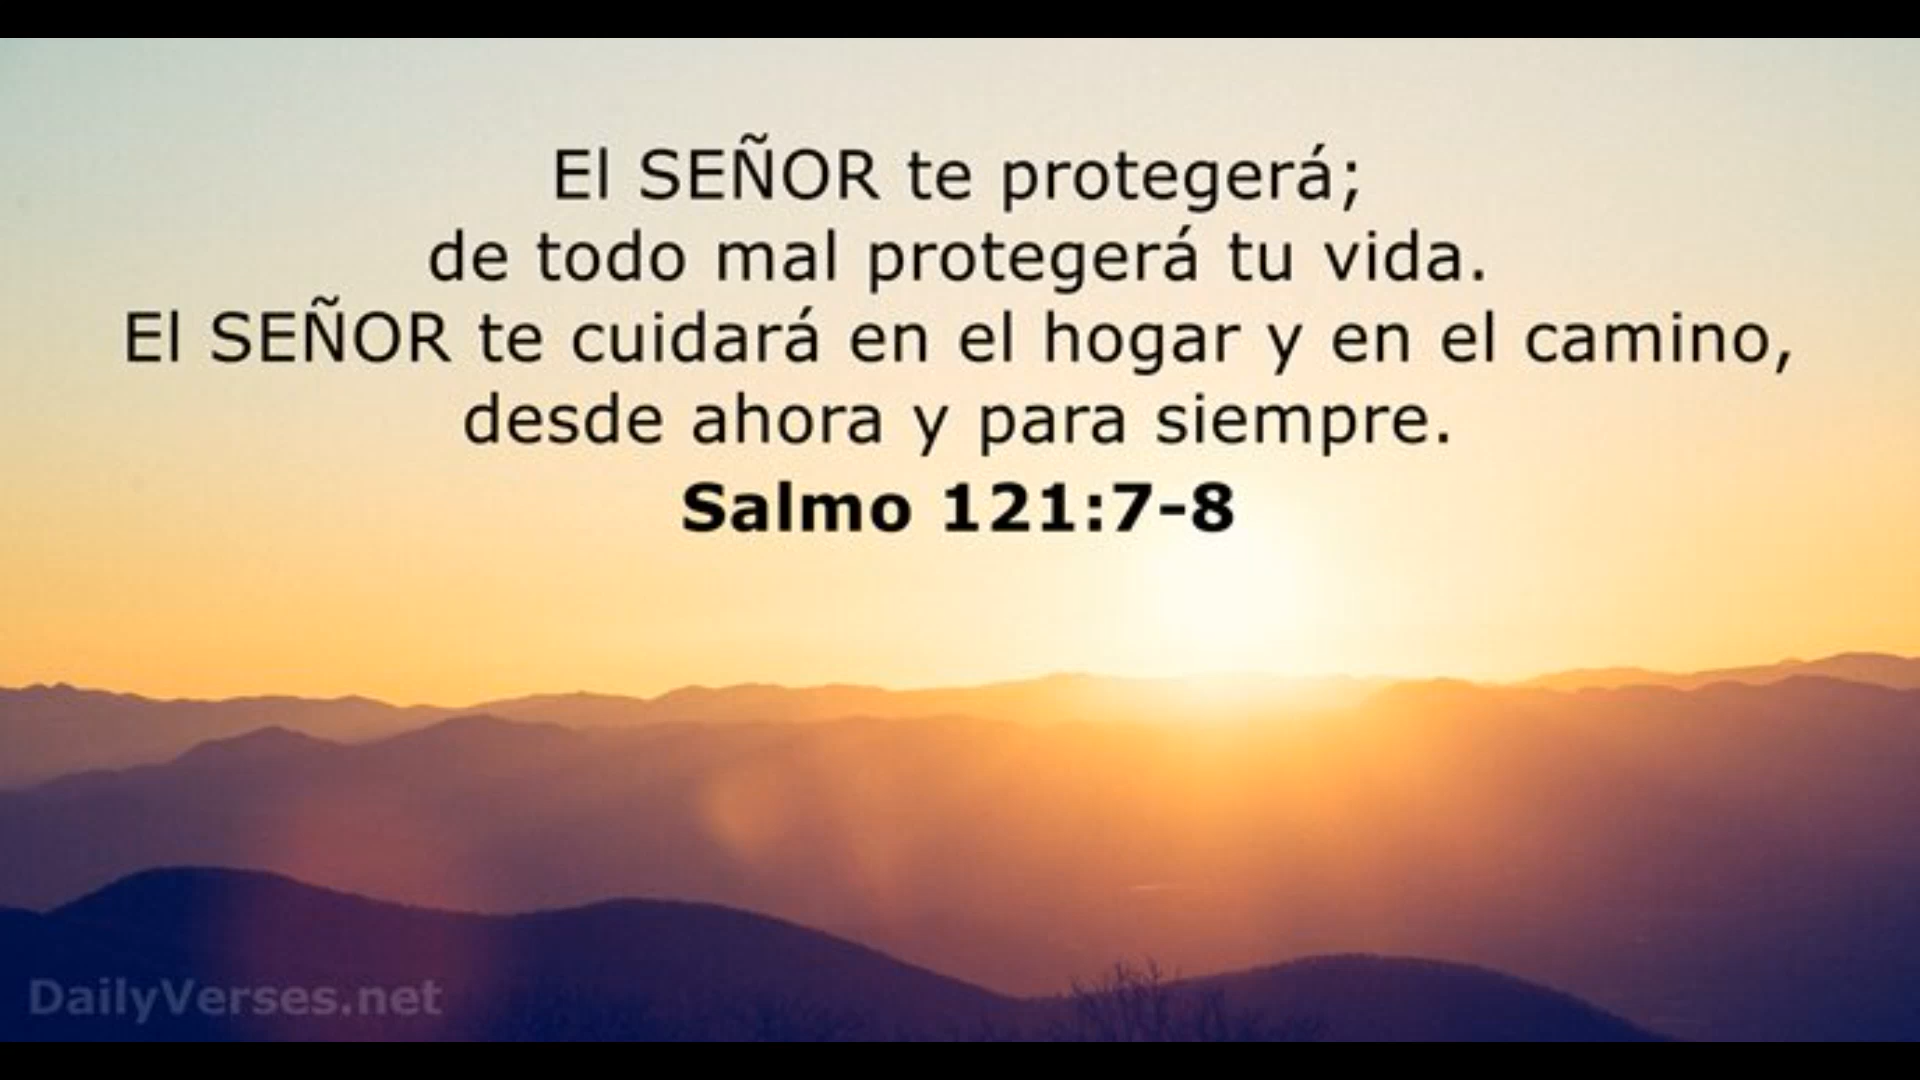 El SEÑOR te protegerá;
de todo mal protegerá tu vida.
El SEÑOR te cuidará en el hogar y en el camino,
desde ahora y para siempre.
Salmo 121:7-8
DailyVerses.net